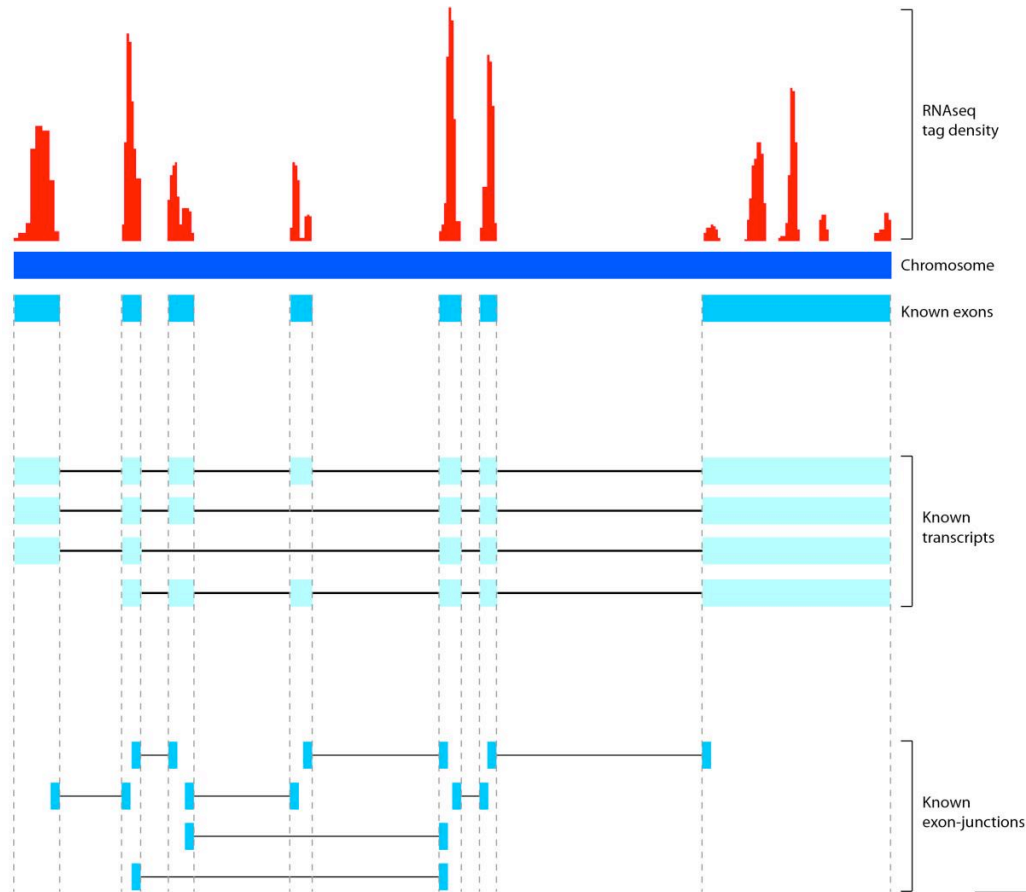 RNAseq
tag density
Chromosome
Known exons
Known
transcripts
Known
exon-junctions